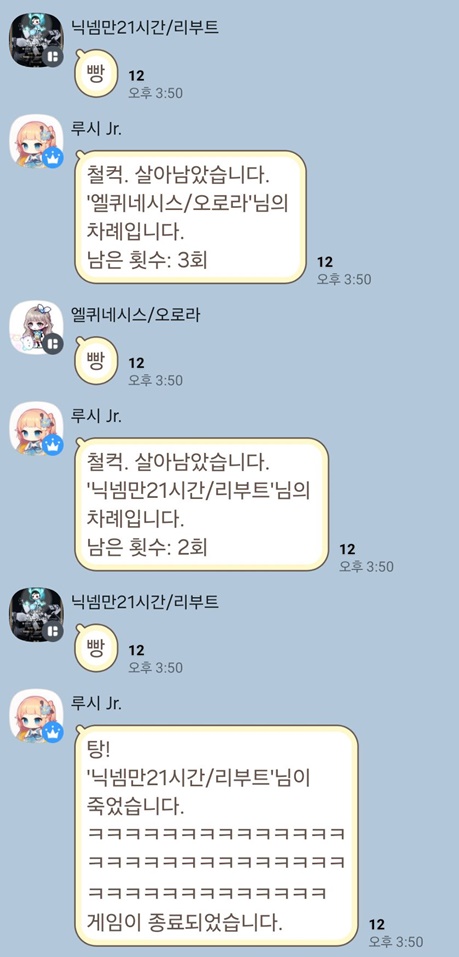 닉넴만21시간/리부트
빵
12
오후 3:50
루시 Jr.
철컥. 살아남았습니다.
'엘퀴네시스/오로라'님의
차례입니다.
남은 횟수: 3회
12
오후 3:50
엘퀴네시스/오로라
빵
12
오후 3:50
루시 Jr.
철컥. 살아남았습니다.
'닉넴만21시간/리부트'님의
차례입니다.
남은 횟수: 2회
12
오후 3:50
닉넴만21시간/리부트
빵
12
오후 3:50
루시 Jr.
탕!
'닉넴만21시간/리부트'님이
죽었습니다.
ㅋㅋㅋㅋㅋㅋㅋㅋㅋㅋㅋㅋㅋㅋ
ㅋㅋㅋㅋㅋㅋㅋㅋㅋㅋㅋㅋㅋㅋ
ㅋㅋㅋㅋㅋㅋㅋㅋㅋㅋㅋㅋㅋ
게임이 종료되었습니다.
12
오후 3:50